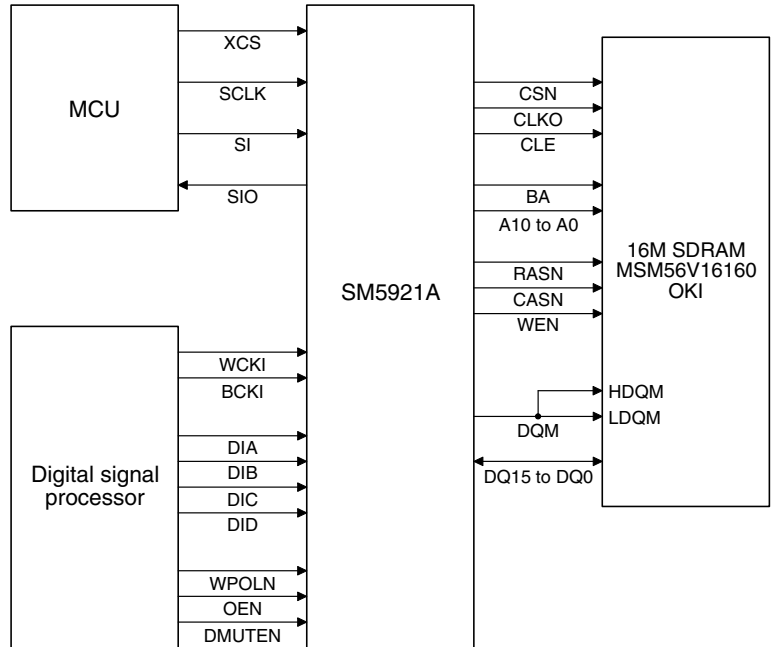 MCU
XCS
SCLK
SI
SIO
SM5921A
CSN
CLKO
CLE
BA
A10 to A0
RASN
CASN
WEN
DQM
DQ15 to DQ0
16M SDRAM
MSM56V16160
OKI
HDQM
LDQM
Digital signal
processor
WCKI
BCKI
DIA
DIB
DIC
DID
WPOLN
OEN
DMUTEN